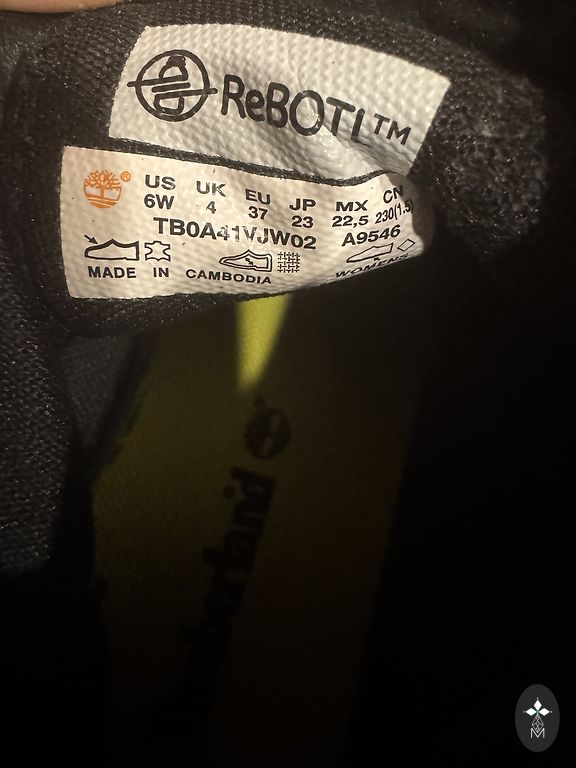 ReBOTL™
®
US UK EU JP MX CN
6W 4 37 23 22,5 230(1.5)
TB0A41VJW02 A9546
MADE IN CAMBODIA WOMENS
Timberland